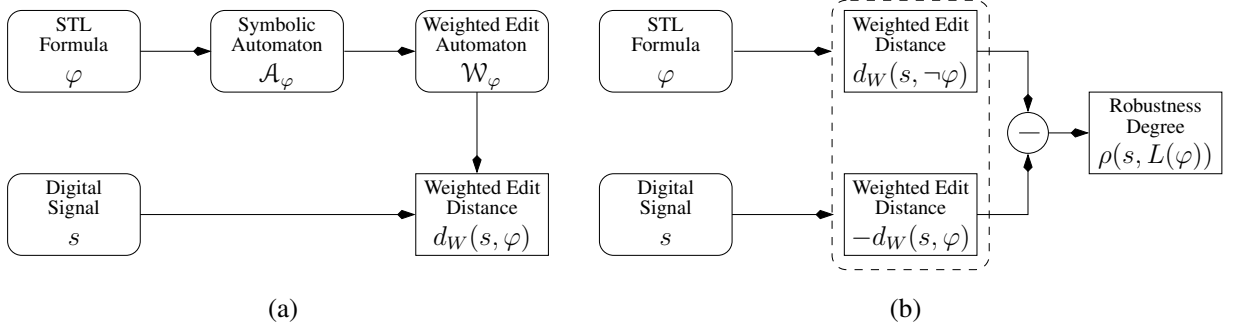 STL
Formula
φ
Symbolic
Automaton
𝒜_φ
Weighted Edit
Automaton
𝒲_φ
Digital
Signal
s
Weighted Edit
Distance
d_W(s, φ)
(a)
STL
Formula
φ
Weighted Edit
Distance
d_W(s, ¬φ)
Digital
Signal
s
Weighted Edit
Distance
−d_W(s, φ)
−
Robustness
Degree
ρ(s, L(φ))
(b)